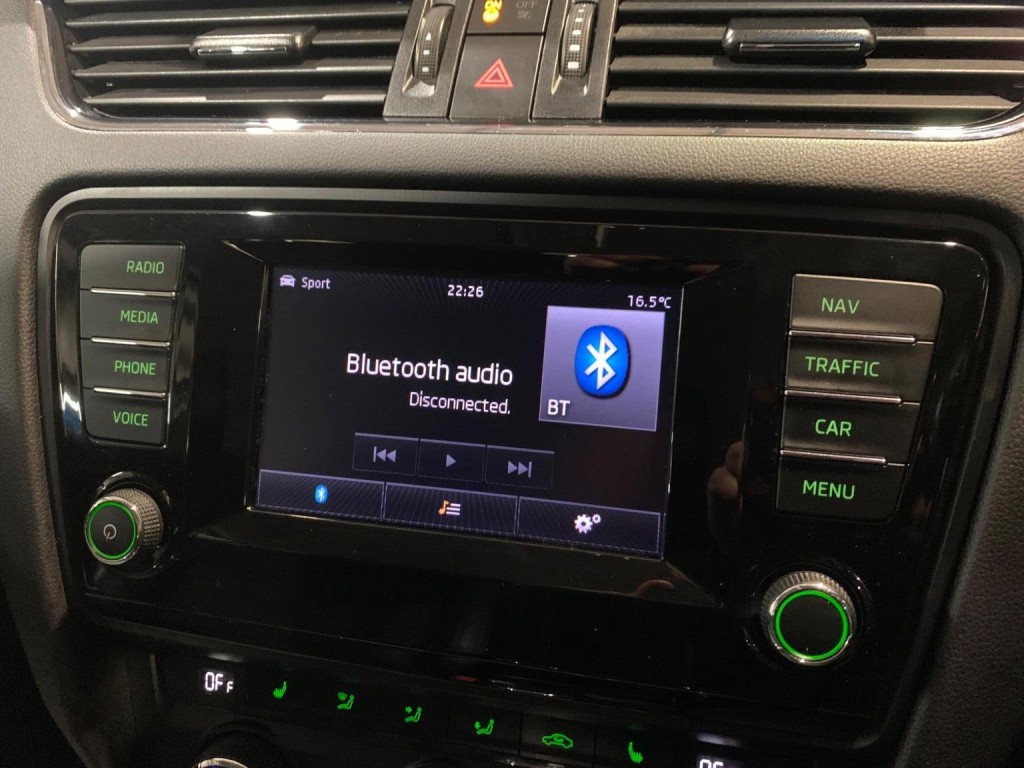 OFF
RADIO
MEDIA
PHONE
VOICE
Sport
22:26
16.5°C
Bluetooth audio
Disconnected.
BT
NAV
TRAFFIC
CAR
MENU
OFF